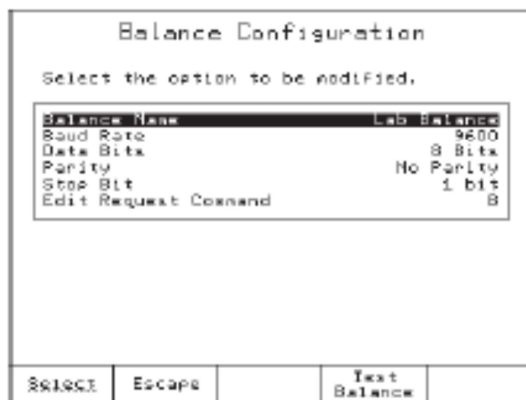 Balance Configuration
Select the option to be modified.
Balance Name Lab Balance
Baud Rate 9600
Data Bits 8 Bits
Parity No Parity
Stop Bit 1 bit
Edit Request Command B
Select Escape Test Balance